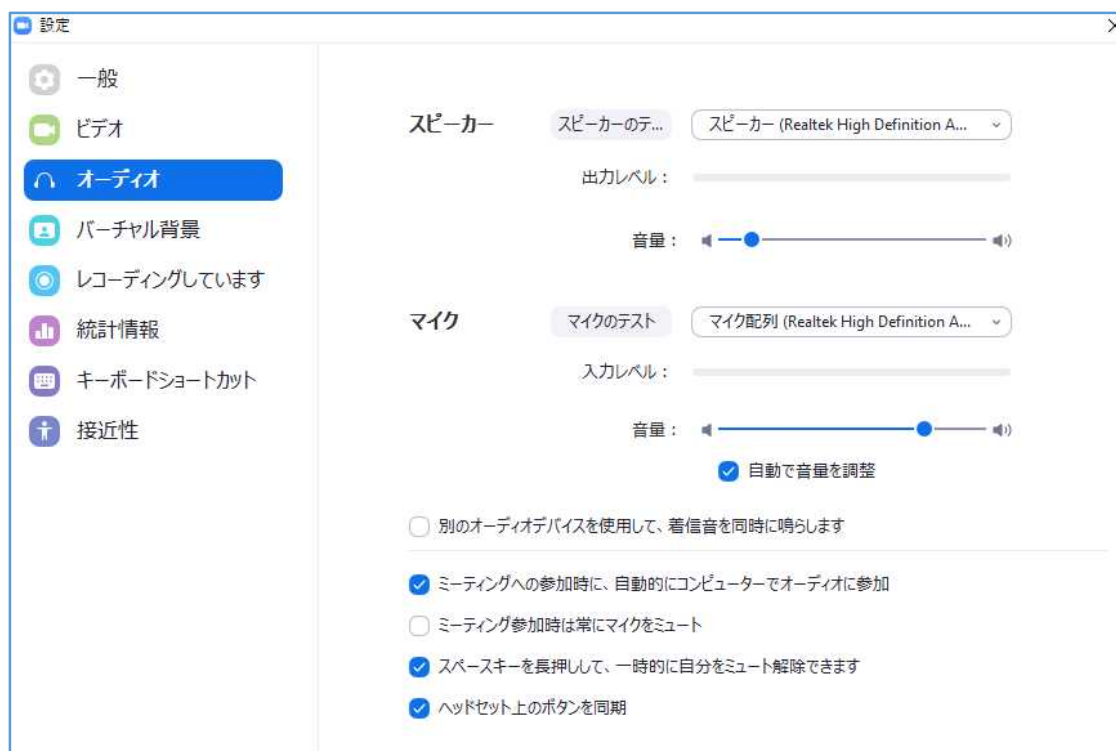 設定
一般
ビデオ
オーディオ
バーチャル背景
レコーディングしています
統計情報
キーボードショートカット
接近性
スピーカー
スピーカーのテ...
スピーカー (Realtek High Definition A...
出力レベル：
音量：
マイク
マイクのテスト
マイク配列 (Realtek High Definition A...
入力レベル：
音量：
自動で音量を調整
別のオーディオデバイスを使用して、着信音を同時に鳴らします
ミーティングへの参加時に、自動的にコンピューターでオーディオに参加
ミーティング参加時は常にマイクをミュート
スペースキーを長押しして、一時的に自分をミュート解除できます
ヘッドセット上のボタンを同期